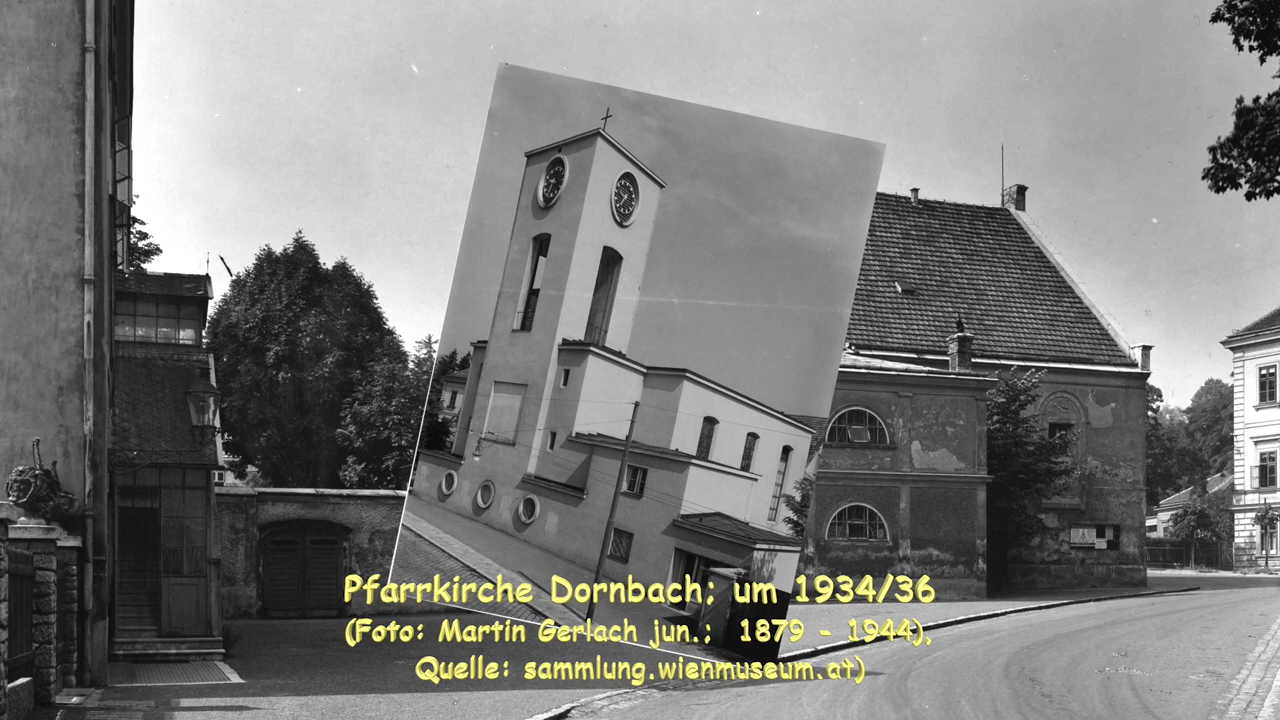 Pfarrkirche Dornbach; um 1934/36
(Foto: Martin Gerlach jun.; 1879 - 1944),
Quelle: sammlung.wienmuseum.at)